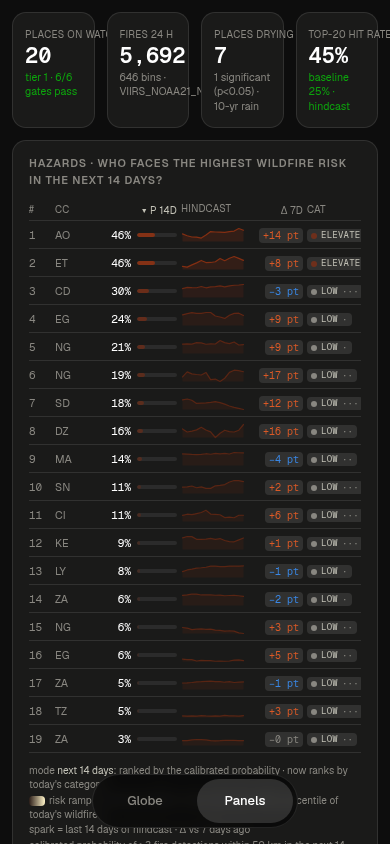 PLACES ON WAT
20
tier 1 · 6/6
gates pass
FIRES 24 H
5,692
646 bins ·
VIIRS_NOAA21_N
PLACES DRYING
7
1 significant
(p<0.05) ·
10-yr rain
TOP-20 HIT RATE
45%
baseline
25% ·
hindcast
HAZARDS · WHO FACES THE HIGHEST WILDFIRE RISK
IN THE NEXT 14 DAYS?
# CC ▾ P 14D HINDCAST Δ 7D CAT
1 AO 46% +14 pt ELEVATE
2 ET 46% +8 pt ELEVATE
3 CD 30% −3 pt LOW ···
4 EG 24% +9 pt LOW ·
5 NG 21% +9 pt LOW ·
6 NG 19% +17 pt LOW ··
7 SD 18% +12 pt LOW ···
8 DZ 16% +16 pt LOW ··
9 MA 14% −4 pt LOW ··
10 SN 11% +2 pt LOW ···
11 CI 11% +6 pt LOW ···
12 KE 9% +1 pt LOW ···
13 LY 8% −1 pt LOW ·
14 ZA 6% −2 pt LOW ·
15 NG 6% +3 pt LOW ··
16 EG 6% +5 pt LOW ··
17 ZA 5% −1 pt LOW ···
18 TZ 5% +3 pt LOW ···
19 ZA 3% −0 pt LOW ··
mode next 14 days: ranked by the calibrated probability · now ranks by
today's categor
risk ramp centile of
today's wildfire
spark = last 14 d of hindcast · Δ vs 7 days ago
Globe
Panels